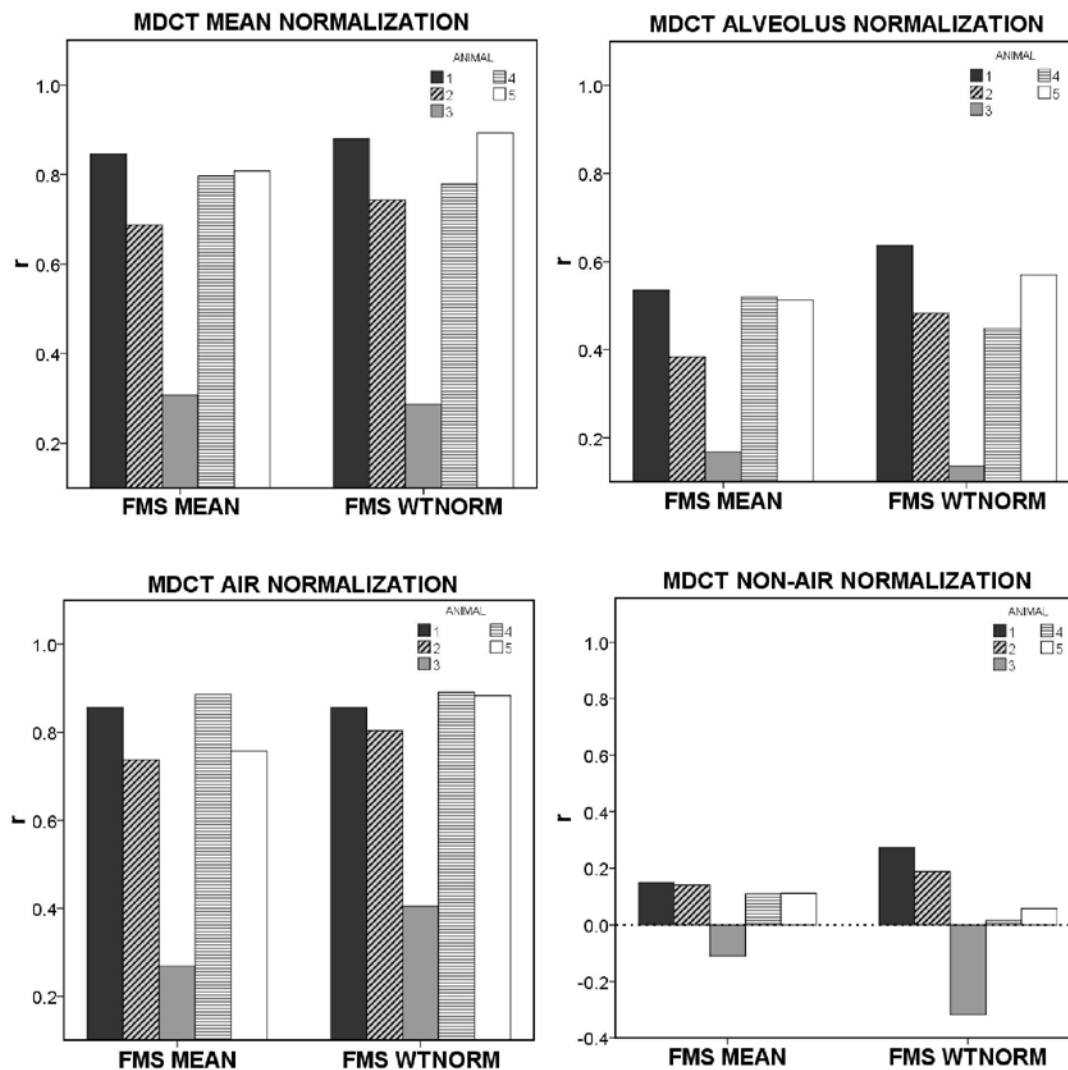 MDCT MEAN NORMALIZATION
ANIMAL
1 4
2 5
3
1.0
0.8
0.6
0.4
0.2
r
FMS MEAN FMS WTNORM
MDCT ALVEOLUS NORMALIZATION
ANIMAL
1 4
2 5
3
1.0
0.8
0.6
0.4
0.2
r
FMS MEAN FMS WTNORM
MDCT AIR NORMALIZATION
ANIMAL
1 4
2 5
3
1.0
0.8
0.6
0.4
0.2
r
FMS MEAN FMS WTNORM
MDCT NON-AIR NORMALIZATION
ANIMAL
1 4
2 5
3
1.0
0.8
0.6
0.4
0.2
0.0
-0.2
-0.4
r
FMS MEAN FMS WTNORM